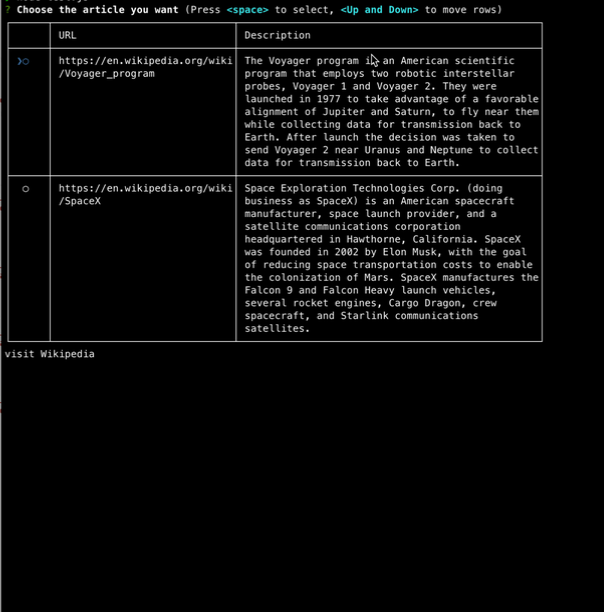 ? Choose the article you want (Press <space> to select, <Up and Down> to move rows)
URL Description
❯○ https://en.wikipedia.org/wiki The Voyager program is an American scientific
/Voyager_program program that employs two robotic interstellar
probes, Voyager 1 and Voyager 2. They were
launched in 1977 to take advantage of a favorable
alignment of Jupiter and Saturn, to fly near them
while collecting data for transmission back to
Earth. After launch the decision was taken to
send Voyager 2 near Uranus and Neptune to collect
data for transmission back to Earth.
○ https://en.wikipedia.org/wiki Space Exploration Technologies Corp. (doing
/SpaceX business as SpaceX) is an American spacecraft
manufacturer, space launch provider, and a
satellite communications corporation
headquartered in Hawthorne, California. SpaceX
was founded in 2002 by Elon Musk, with the goal
of reducing space transportation costs to enable
the colonization of Mars. SpaceX manufactures the
Falcon 9 and Falcon Heavy launch vehicles,
several rocket engines, Cargo Dragon, crew
spacecraft, and Starlink communications
satellites.
visit Wikipedia